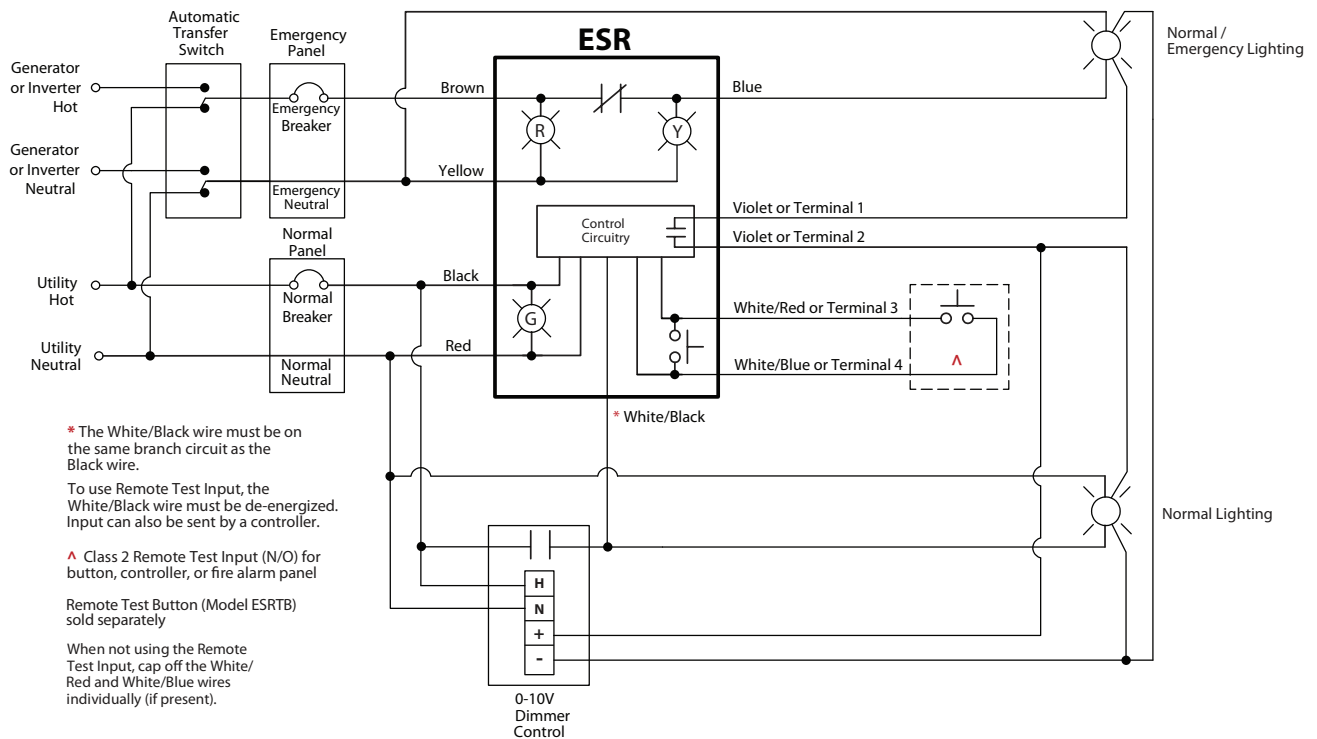 Automatic
Transfer
Switch
Emergency
Panel
ESR
Normal /
Emergency Lighting
Generator
or Inverter
Hot
Brown
Blue
Emergency
Breaker
R
Y
Generator
or Inverter
Neutral
Yellow
Emergency
Neutral
Violet or Terminal 1
Control
Circuitry
Violet or Terminal 2
Normal
Panel
Utility
Hot
Black
Normal
Breaker
G
White/Red or Terminal 3
Utility
Neutral
Red
Normal
Neutral
White/Blue or Terminal 4
^
* White/Black
* The White/Black wire must be on
the same branch circuit as the
Black wire.
To use Remote Test Input, the
White/Black wire must be de-energized.
Input can also be sent by a controller.
^ Class 2 Remote Test Input (N/O) for
button, controller, or fire alarm panel
Remote Test Button (Model ESRTB)
sold separately
When not using the Remote
Test Input, cap off the White/
Red and White/Blue wires
individually (if present).
Normal Lighting
H
N
+
-
0-10V
Dimmer
Control